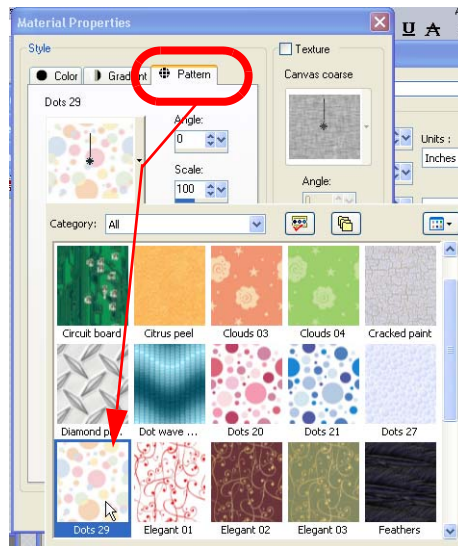 Material Properties
U A
Style
Texture
Color Gradient Pattern
Canvas coarse
Dots 29
Angle:
0
Units :
Inches
Scale:
100
Angle:
Category: All
Circuit board Citrus peel Clouds 03 Clouds 04 Cracked paint
Diamond p... Dot wave ... Dots 20 Dots 21 Dots 27
Dots 29 Elegant 01 Elegant 02 Elegant 03 Feathers